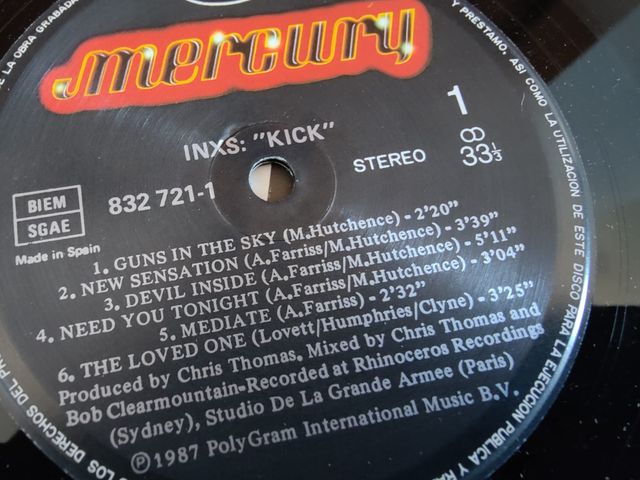 mercury
INXS: "KICK"
1
STEREO
33⅓
BIEM
SGAE
832 721-1
Made in Spain
1. GUNS IN THE SKY (M.Hutchence) - 2'20"
2. NEW SENSATION (A.Farriss/M.Hutchence) - 3'39"
3. DEVIL INSIDE (A.Farriss/M.Hutchence) - 5'11"
4. NEED YOU TONIGHT (A.Farriss/M.Hutchence) - 3'04"
5. MEDIATE (A.Farriss) - 2'32"
6. THE LOVED ONE (Lovett/Humphries/Clyne) - 3'25"
Produced by Chris Thomas, Mixed by Chris Thomas and
Bob Clearmountain-Recorded at Rhinoceros Recordings
(Sydney), Studio De La Grande Armee (Paris)
℗1987 PolyGram International Music B.V.
DE LA OBRA GRABADA
Y PRESTAMO, ASI COMO LA UTILIZACION DE ESTE DISCO PARA LA EJECUCION PUBLICA Y
LOS DERECHOS DEL